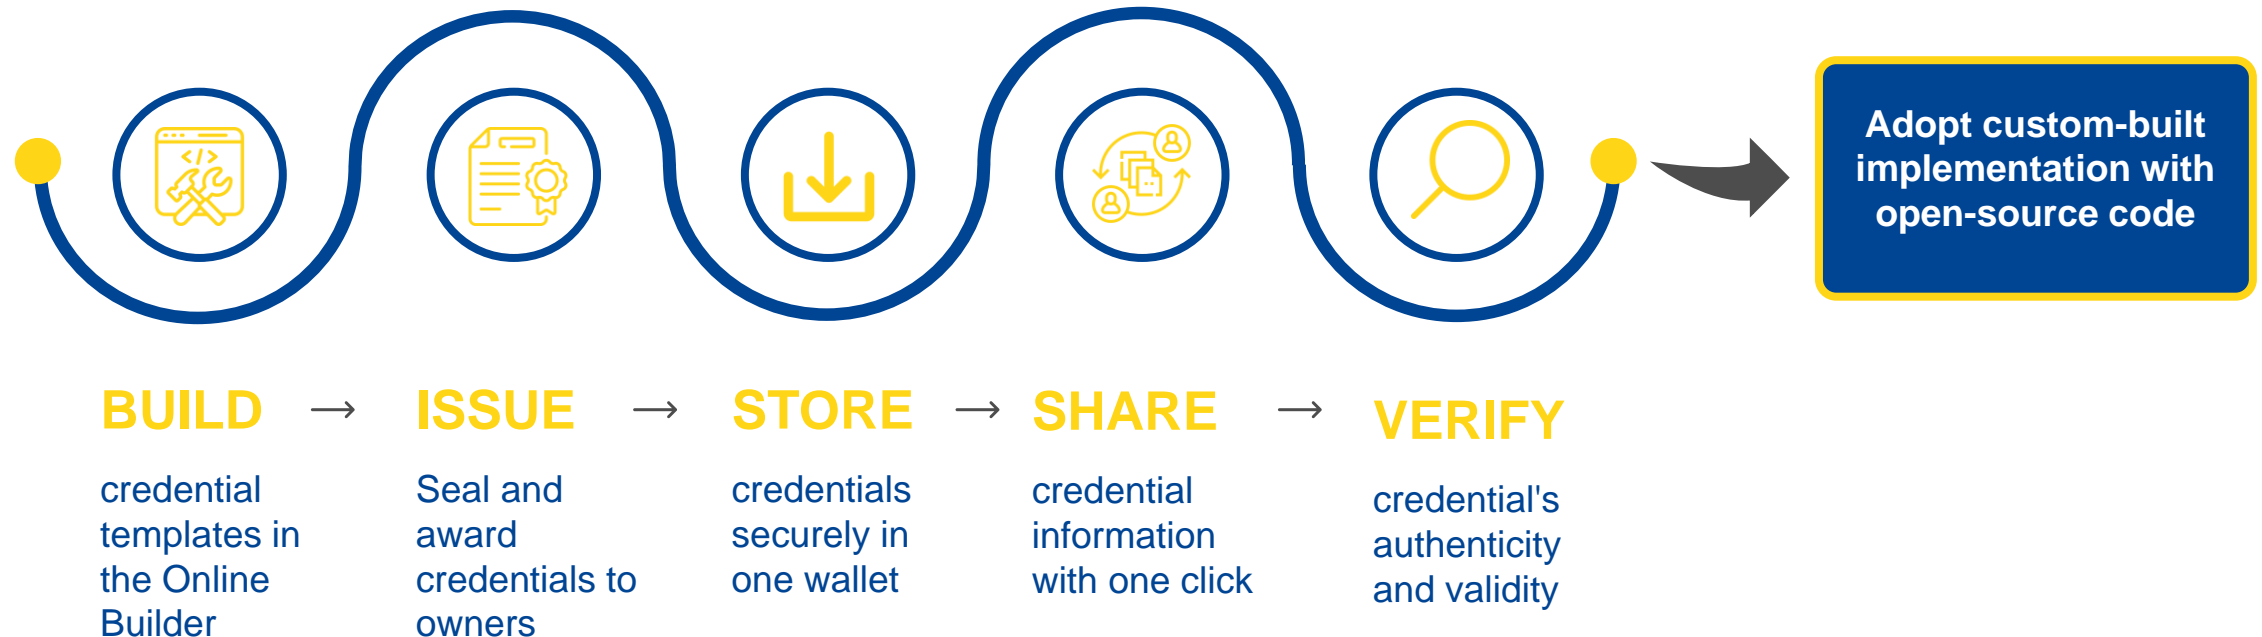 Adopt custom-built
implementation with
open-source code
BUILD
credential
templates in
the Online
Builder
ISSUE
Seal and
award
credentials to
owners
STORE
credentials
securely in
one wallet
SHARE
credential
information
with one click
VERIFY
credential's
authenticity
and validity